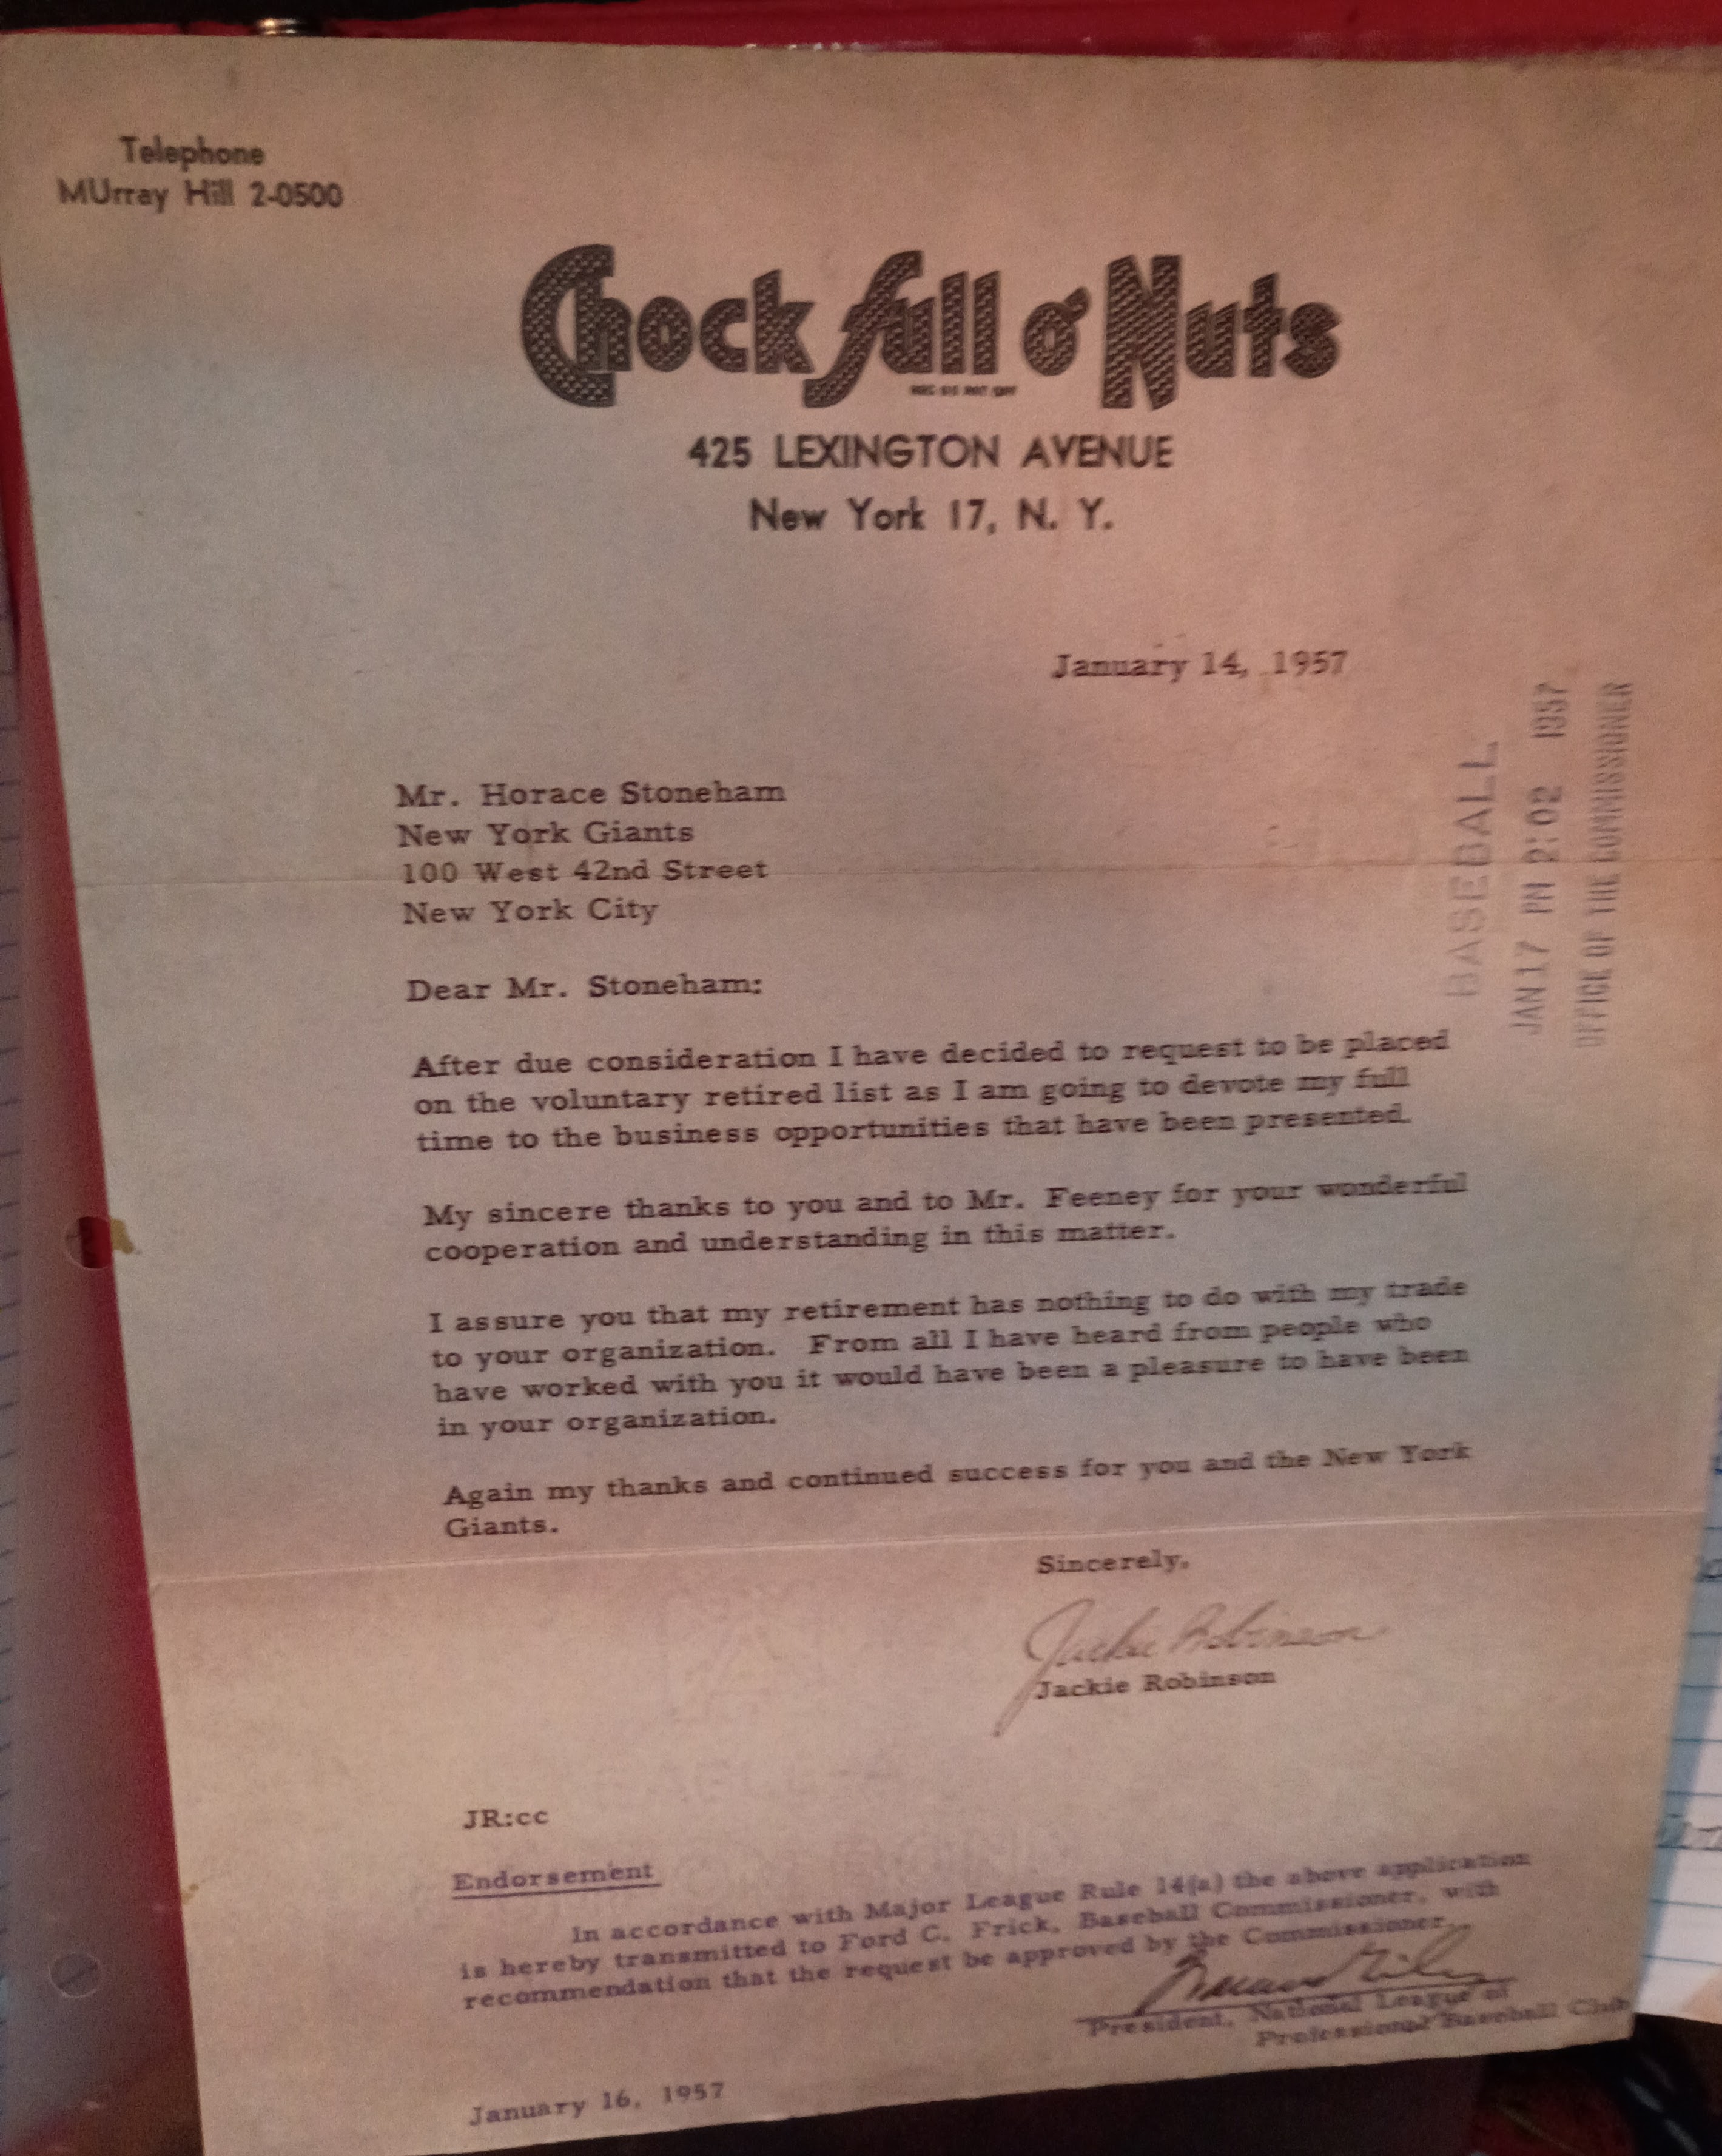 Telephone
MUrray Hill 2-0500
Chock full o' Nuts
425 LEXINGTON AVENUE
New York 17, N. Y.
January 14, 1957
BASEBALL
JAN 17 PM 2:02 1957
OFFICE OF THE COMMISSIONER
Mr. Horace Stoneham
New York Giants
100 West 42nd Street
New York City
Dear Mr. Stoneham:
After due consideration I have decided to request to be placed
on the voluntary retired list as I am going to devote my full
time to the business opportunities that have been presented.
My sincere thanks to you and to Mr. Feeney for your wonderful
cooperation and understanding in this matter.
I assure you that my retirement has nothing to do with my trade
to your organization. From all I have heard from people who
have worked with you it would have been a pleasure to have been
in your organization.
Again my thanks and continued success for you and the New York
Giants.
Sincerely,
Jackie Robinson
Jackie Robinson
JR:cc
Endorsement
In accordance with Major League Rule 14(a) the above application
is hereby transmitted to Ford C. Frick, Baseball Commissioner, with
recommendation that the request be approved by the Commissioner.
President, National League of
Professional Baseball Club
January 16, 1957